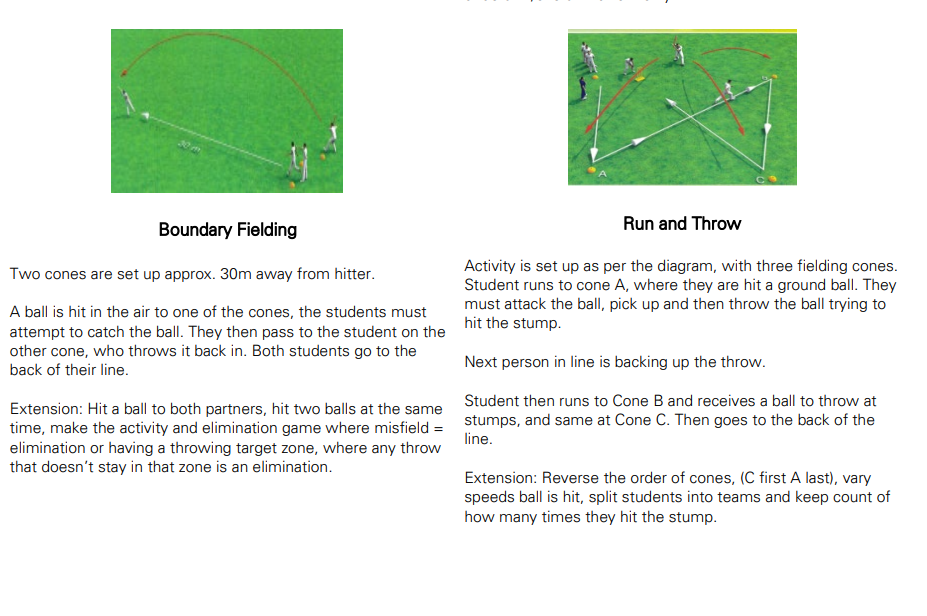 30 m
Boundary Fielding
Two cones are set up approx. 30m away from hitter.
A ball is hit in the air to one of the cones, the students must
attempt to catch the ball. They then pass to the student on the
other cone, who throws it back in. Both students go to the
back of their line.
Extension: Hit a ball to both partners, hit two balls at the same
time, make the activity and elimination game where misfield =
elimination or having a throwing target zone, where any throw
that doesn't stay in that zone is an elimination.
B
A
C
Run and Throw
Activity is set up as per the diagram, with three fielding cones.
Student runs to cone A, where they are hit a ground ball. They
must attack the ball, pick up and then throw the ball trying to
hit the stump.
Next person in line is backing up the throw.
Student then runs to Cone B and receives a ball to throw at
stumps, and same at Cone C. Then goes to the back of the
line.
Extension: Reverse the order of cones, (C first A last), vary
speeds ball is hit, split students into teams and keep count of
how many times they hit the stump.